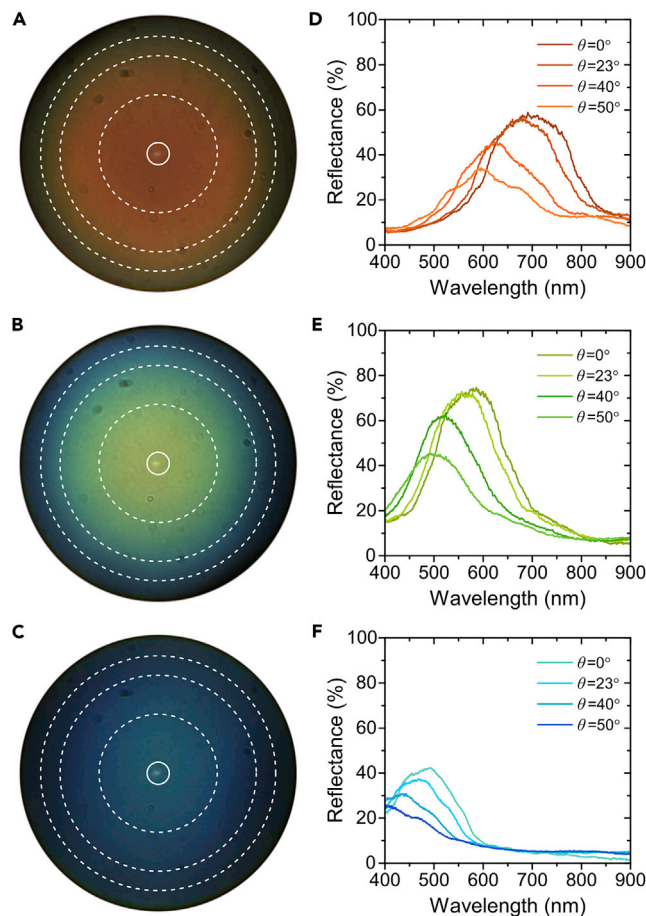 A
D
100
80
60
40
20
0
Reflectance (%)
θ=0°
θ=23°
θ=40°
θ=50°
400 500 600 700 800 900
Wavelength (nm)
B
E
100
80
60
40
20
0
Reflectance (%)
θ=0°
θ=23°
θ=40°
θ=50°
400 500 600 700 800 900
Wavelength (nm)
C
F
100
80
60
40
20
0
Reflectance (%)
θ=0°
θ=23°
θ=40°
θ=50°
400 500 600 700 800 900
Wavelength (nm)